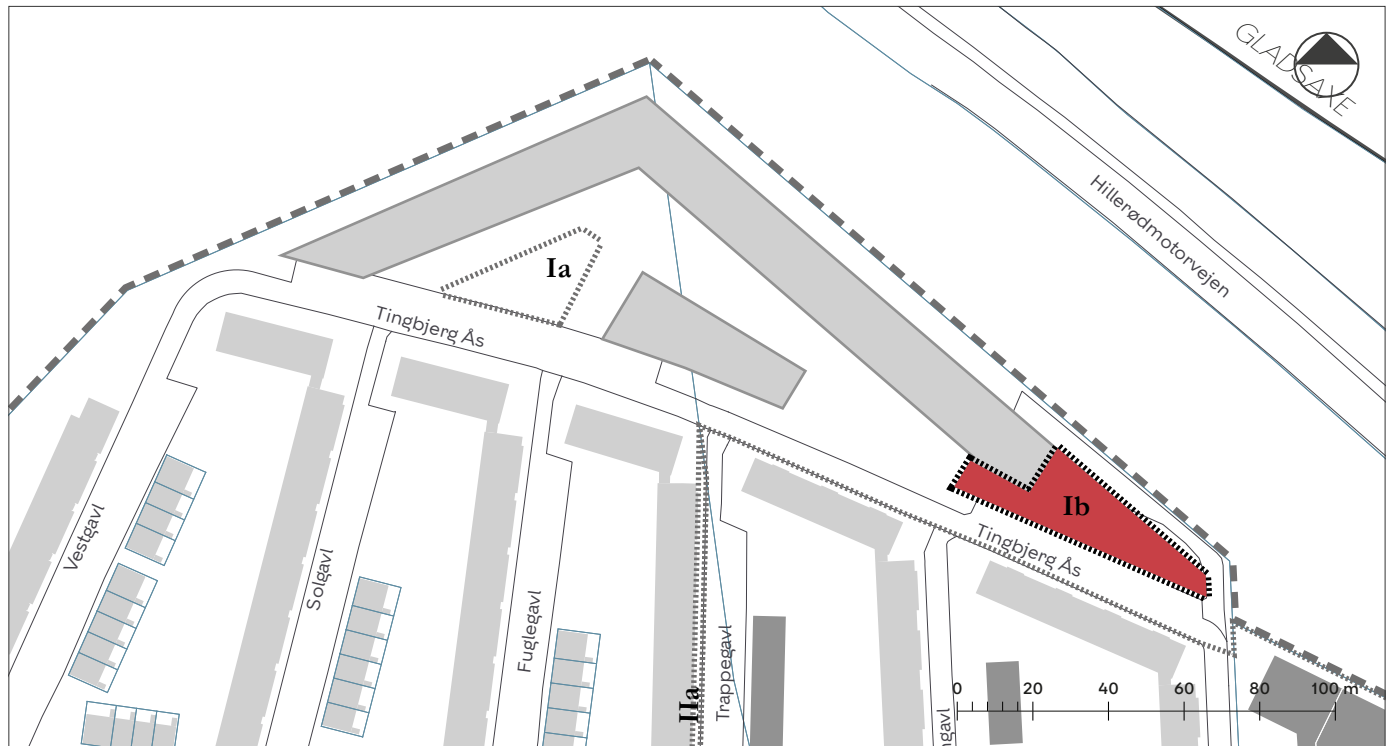 GLADSAXE
Hillerødmotorvejen
Ia
Tingbjerg Ås
Ib
Tingbjerg Ås
Vestgavl
Solgavl
Fuglegavl
Trappegavl
IIa
ngavl
0 20 40 60 80 100 m